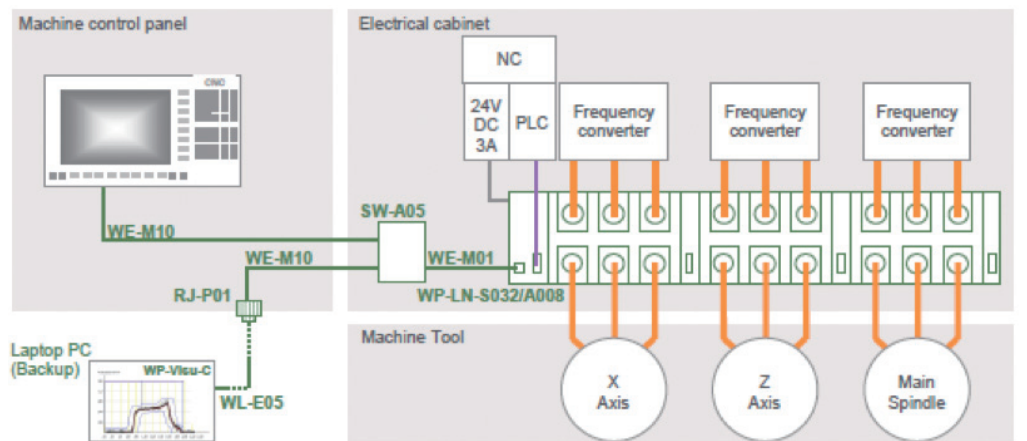 Machine control panel
Electrical cabinet
CNC
NC
24V
DC
3A
PLC
Frequency
converter
Frequency
converter
Frequency
converter
SW-A05
WE-M10
WE-M10
WE-M01
RJ-P01
WP-LN-S032/A008
Machine Tool
Laptop PC
(Backup)
WP-Visu-C
WL-E05
X
Axis
Z
Axis
Main
Spindle